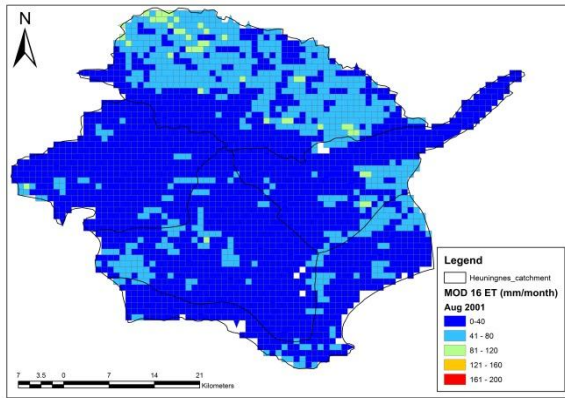 N
Legend
Heuningnes_catchment
MOD 16 ET (mm/month)
Aug 2001
0-40
41 - 80
81 - 120
121 - 160
161 - 200
7 3.5 0 7 14 21
Kilometers